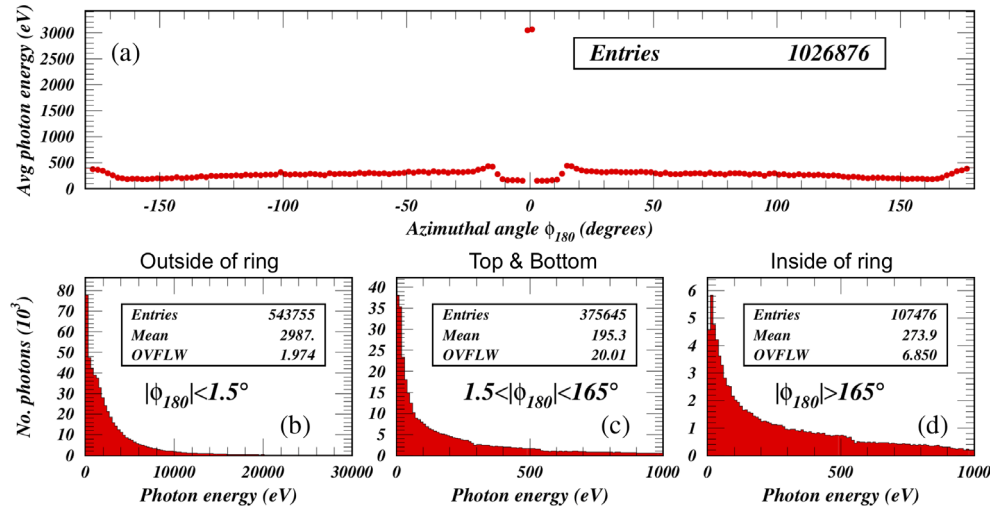 3000
2500
2000
1500
1000
500
0
Avg photon energy (eV)
(a)
Entries 1026876
-150 -100 -50 0 50 100 150
Azimuthal angle ϕ180 (degrees)
Outside of ring
Top & Bottom
Inside of ring
No. photons (10³)
80
70
60
50
40
30
20
10
0
Entries 543755
Mean 2987.
OVFLW 1.974
|ϕ180|<1.5°
(b)
0 10000 20000 30000
Photon energy (eV)
40
35
30
25
20
15
10
5
0
Entries 375645
Mean 195.3
OVFLW 20.01
1.5<|ϕ180|<165°
(c)
0 500 1000
Photon energy (eV)
6
5
4
3
2
1
0
Entries 107476
Mean 273.9
OVFLW 6.850
|ϕ180|>165°
(d)
0 500 1000
Photon energy (eV)